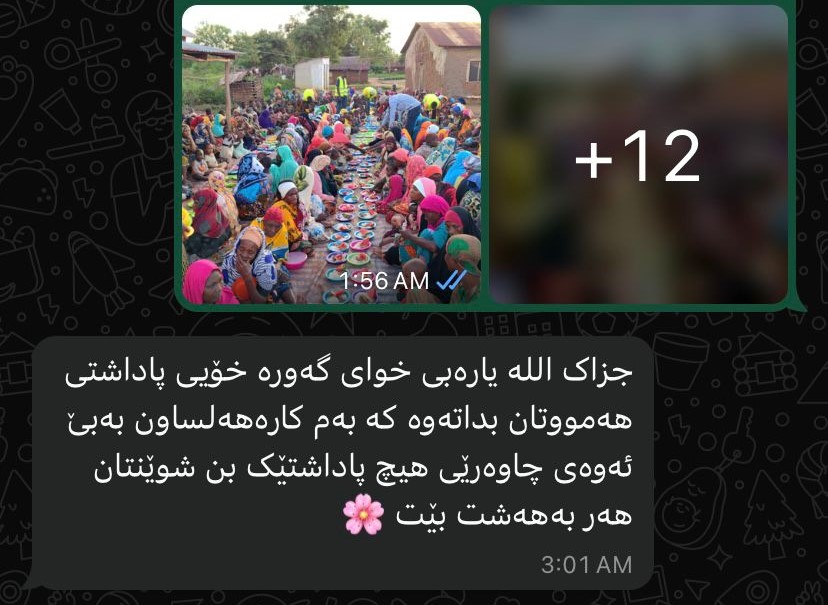 +12
1:56 AM
جزاک الله یارەبی خوای گەورە خۆیی پاداشتی
هەمووتان بداتەوە کە بەم کارەهەلساون بەبێ
ئەوەی چاوەرێی هیچ پاداشتێک بن شوێنتان
هەر بەهەشت بێت 🌸
3:01 AM